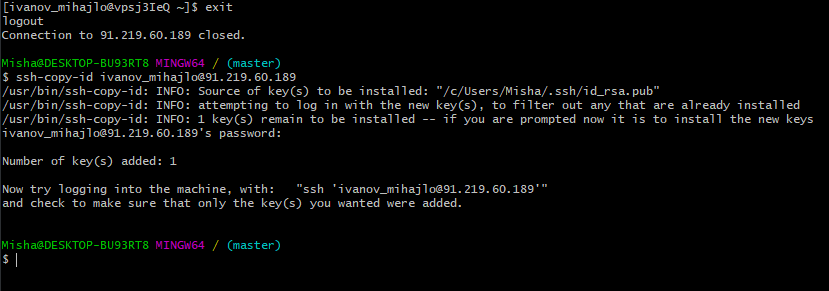 [ivanov_mihajlo@vpsj3IeQ ~]$ exit
logout
Connection to 91.219.60.189 closed.
Misha@DESKTOP-BU93RT8 MINGW64 / (master)
$ ssh-copy-id ivanov_mihajlo@91.219.60.189
/usr/bin/ssh-copy-id: INFO: Source of key(s) to be installed: "/c/Users/Misha/.ssh/id_rsa.pub"
/usr/bin/ssh-copy-id: INFO: attempting to log in with the new key(s), to filter out any that are already installed
/usr/bin/ssh-copy-id: INFO: 1 key(s) remain to be installed -- if you are prompted now it is to install the new keys
ivanov_mihajlo@91.219.60.189's password:
Number of key(s) added: 1
Now try logging into the machine, with:   "ssh 'ivanov_mihajlo@91.219.60.189'"
and check to make sure that only the key(s) you wanted were added.
Misha@DESKTOP-BU93RT8 MINGW64 / (master)
$